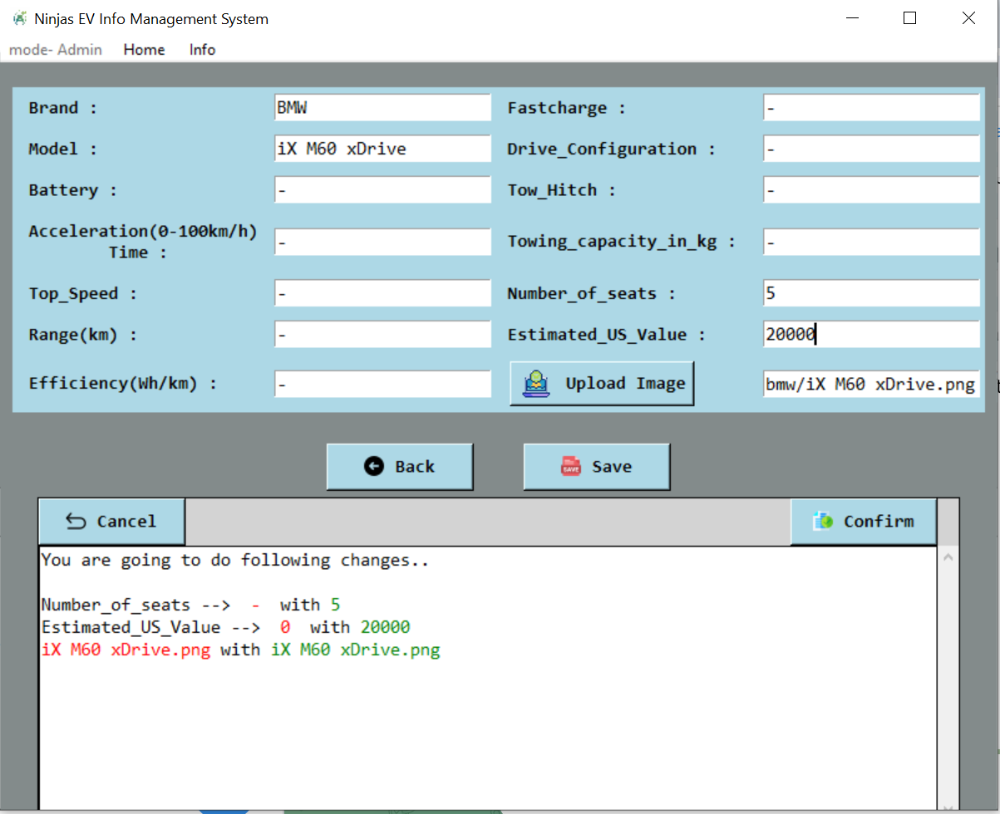 Ninjas EV Info Management System
mode- Admin Home Info
Brand : BMW Fastcharge : -
Model : iX M60 xDrive Drive_Configuration : -
Battery : - Tow_Hitch : -
Acceleration(0-100km/h)
Time : - Towing_capacity_in_kg : -
Top_Speed : - Number_of_seats : 5
Range(km) : - Estimated_US_Value : 20000
Efficiency(Wh/km) : - Upload Image bmw/iX M60 xDrive.png
Back SAVE Save
Cancel Confirm
You are going to do following changes..
Number_of_seats --> - with 5
Estimated_US_Value --> 0 with 20000
iX M60 xDrive.png with iX M60 xDrive.png